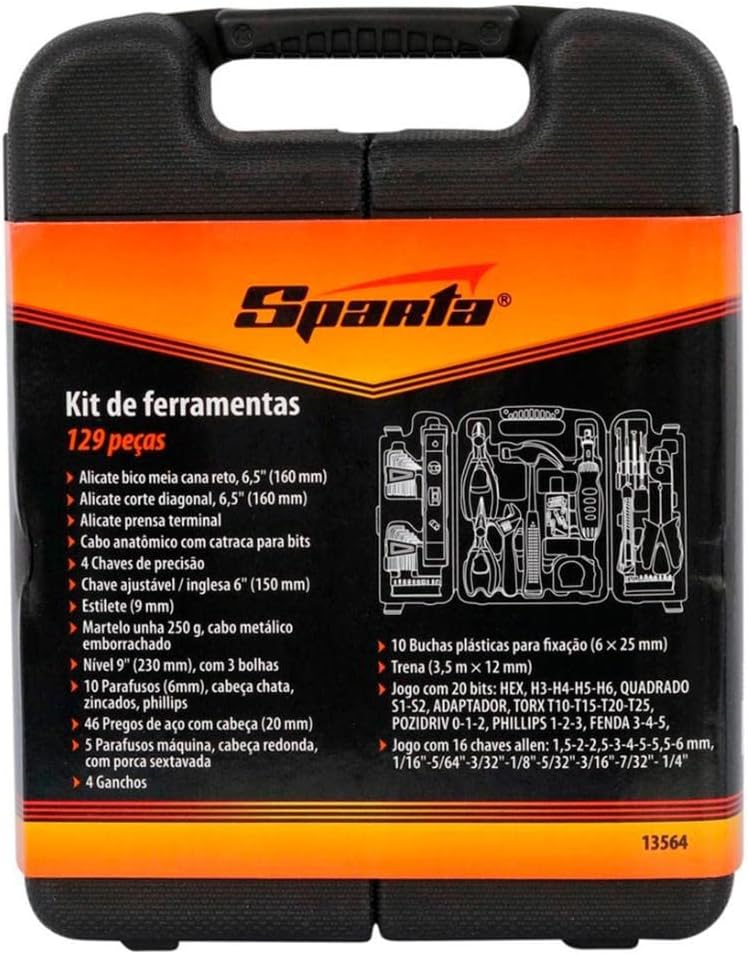 Sparta®
Kit de ferramentas
129 peças
Alicate bico meia cana reto, 6,5" (160 mm)
Alicate corte diagonal, 6,5" (160 mm)
Alicate prensa terminal
Cabo anatômico com catraca para bits
4 Chaves de precisão
Chave ajustável / inglesa 6" (150 mm)
Estilete (9 mm)
Martelo unha 250 g, cabo metálico
emborrachado
Nível 9" (230 mm), com 3 bolhas
10 Parafusos (6mm), cabeça chata,
zincados, phillips
46 Pregos de aço com cabeça (20 mm)
5 Parafusos máquina, cabeça redonda,
com porca sextavada
4 Ganchos
10 Buchas plásticas para fixação (6 × 25 mm)
Trena (3,5 m × 12 mm)
Jogo com 20 bits: HEX, H3-H4-H5-H6, QUADRADO
S1-S2, ADAPTADOR, TORX T10-T15-T20-T25,
POZIDRIV 0-1-2, PHILLIPS 1-2-3, FENDA 3-4-5,
Jogo com 16 chaves allen: 1,5-2-2,5-3-4-5-5,5-6 mm,
1/16"-5/64"-3/32"-1/8"-5/32"-3/16"-7/32"- 1/4"
13564